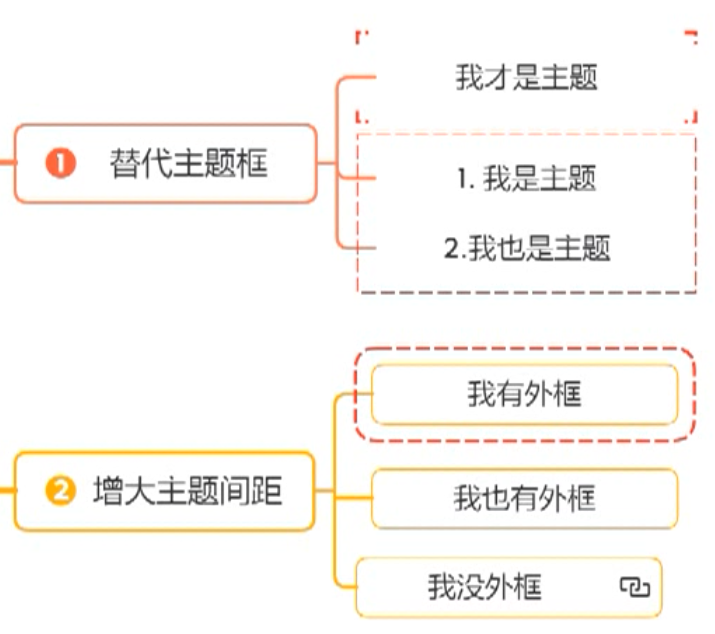 我才是主题
1 替代主题框
1. 我是主题
2.我也是主题
我有外框
2 增大主题间距
我也有外框
我没外框